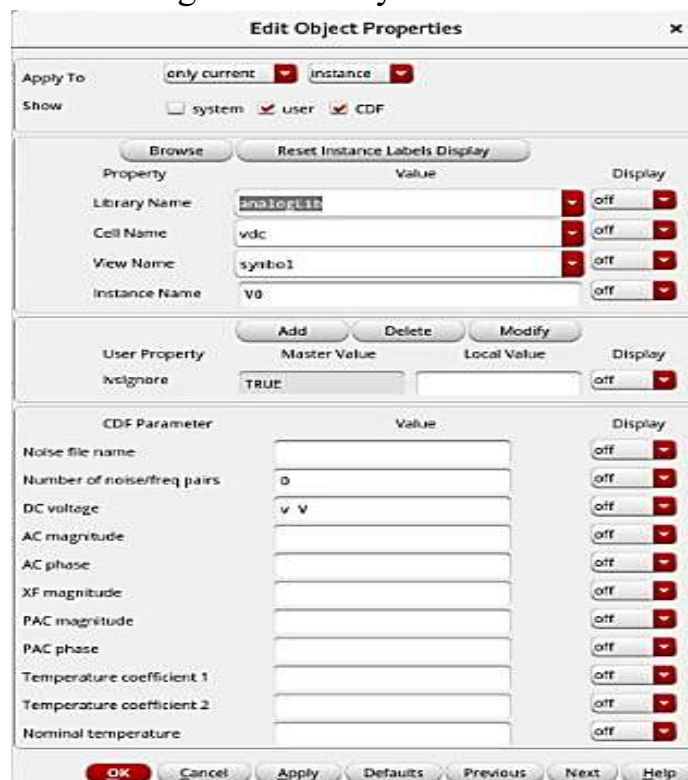 Edit Object Properties ×
Apply To only current instance
Show system user CDF
Browse Reset Instance Labels Display
Property Value Display
Library Name analogLib off
Cell Name vdc off
View Name symbol off
Instance Name V0 off
Add Delete Modify
User Property Master Value Local Value Display
lvsIgnore TRUE off
CDF Parameter Value Display
Noise file name off
Number of noise/freq pairs 0 off
DC voltage v V off
AC magnitude off
AC phase off
XF magnitude off
PAC magnitude off
PAC phase off
Temperature coefficient 1 off
Temperature coefficient 2 off
Nominal temperature off
OK Cancel Apply Defaults Previous Next Help